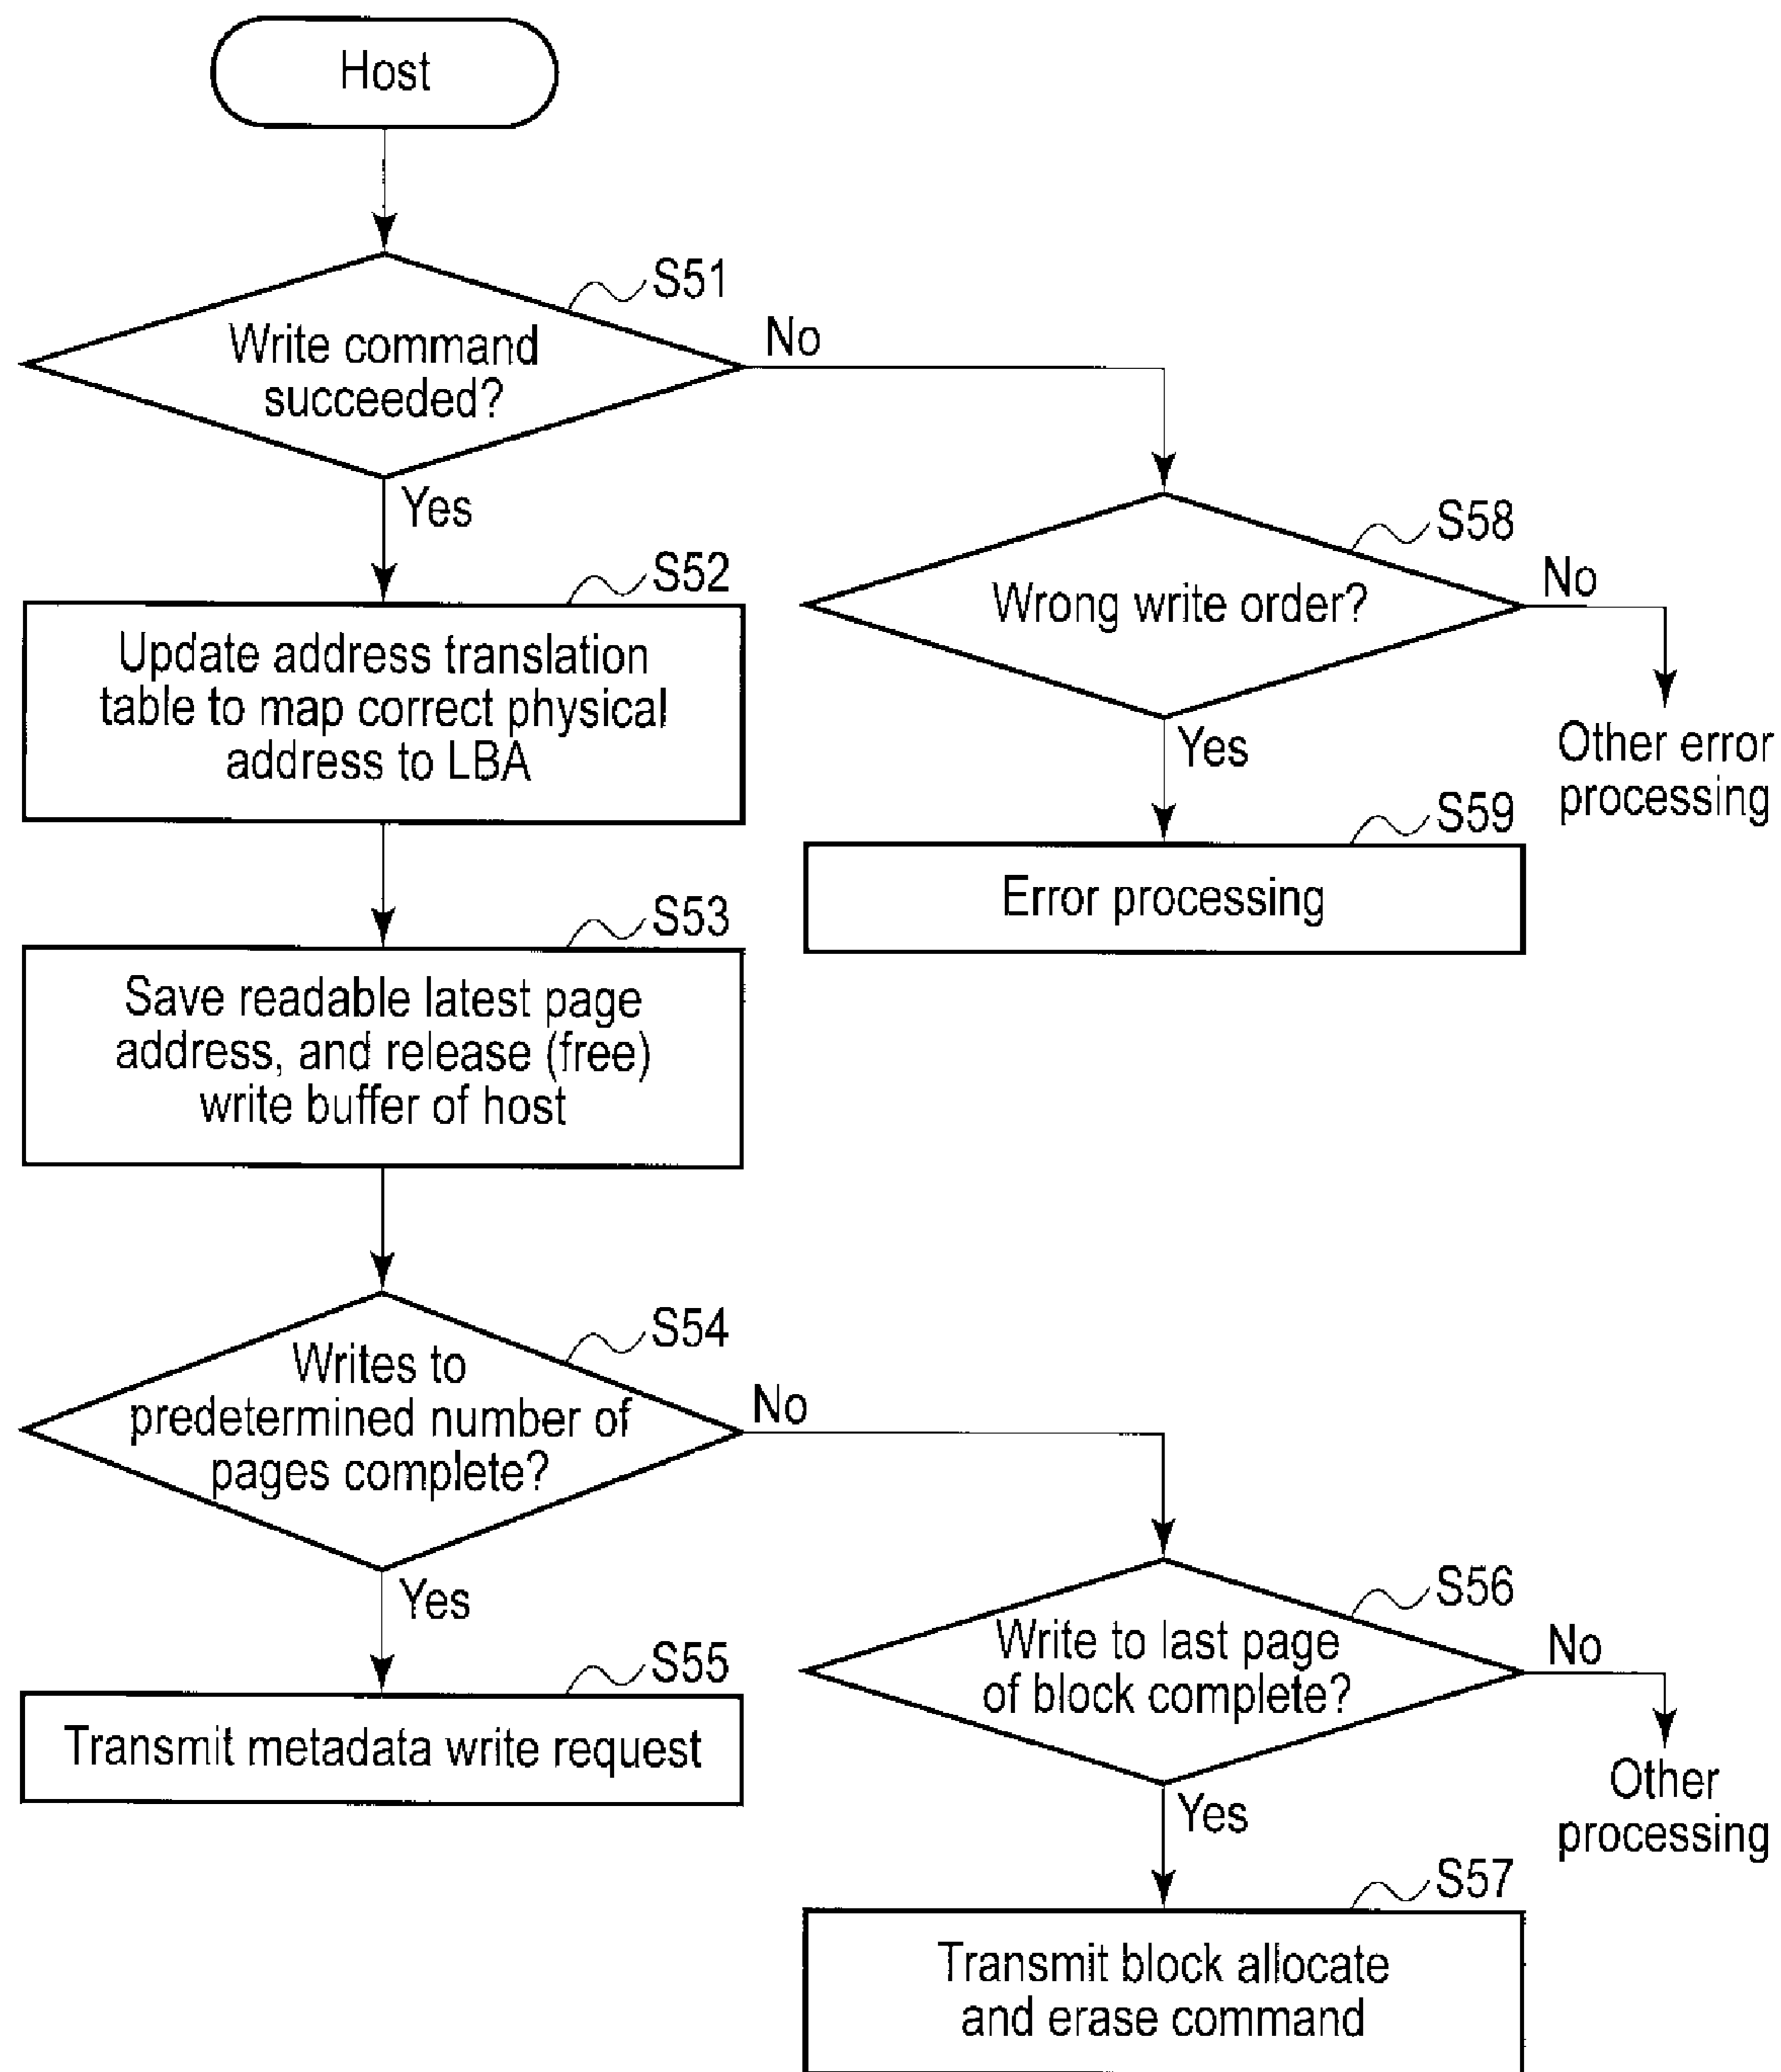 Host
S51
Write command
succeeded?
No
Yes
S58
Wrong write order?
No
Other error
processing
Yes
S59
Error processing
S52
Update address translation
table to map correct physical
address to LBA
S53
Save readable latest page
address, and release (free)
write buffer of host
S54
Writes to
predetermined number of
pages complete?
No
Yes
S55
Transmit metadata write request
S56
Write to last page
of block complete?
No
Other
processing
Yes
S57
Transmit block allocate
and erase command